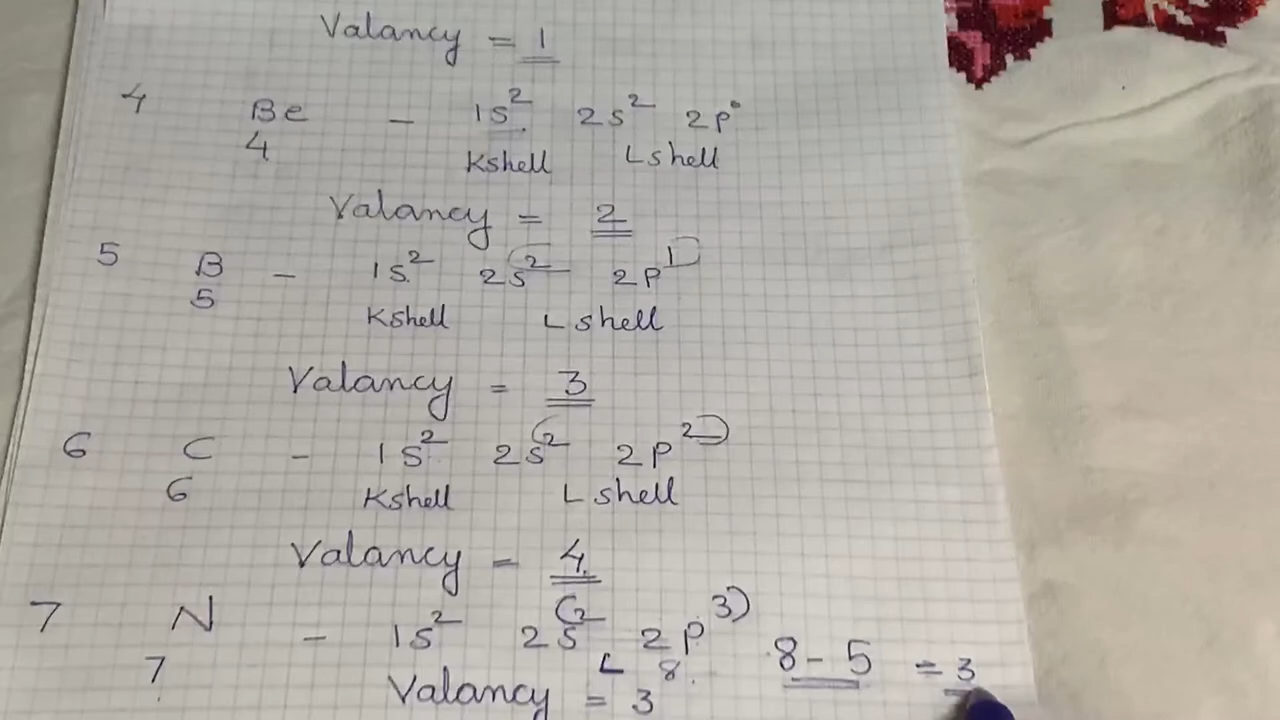 Valancy = 1
4 Be - 1s² 2s² 2p°
4
Kshell Lshell
Valancy = 2
5 B - 1s² 2s² 2p¹
5
Kshell L shell
Valancy = 3
6 C - 1s² 2s² 2p²
6
Kshell L shell
Valancy = 4
7 N - 1s² 2s² 2p³ 8 - 5 = 3
7 L 8
Valancy = 3